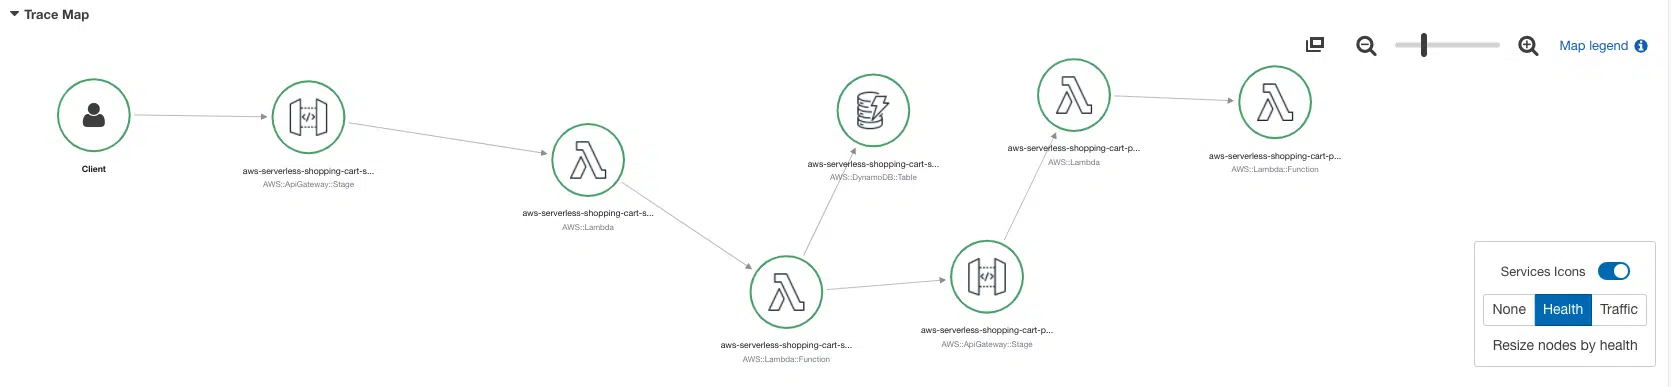 Trace Map
Map legend
Client
aws-serverless-shopping-cart-s...
AWS::ApiGateway::Stage
aws-serverless-shopping-cart-s...
AWS::Lambda
aws-serverless-shopping-cart-s...
AWS::Lambda::Function
aws-serverless-shopping-cart-s...
AWS::DynamoDB::Table
aws-serverless-shopping-cart-p...
AWS::ApiGateway::Stage
aws-serverless-shopping-cart-p...
AWS::Lambda
aws-serverless-shopping-cart-p...
AWS::Lambda::Function
Services Icons
None Health Traffic
Resize nodes by health